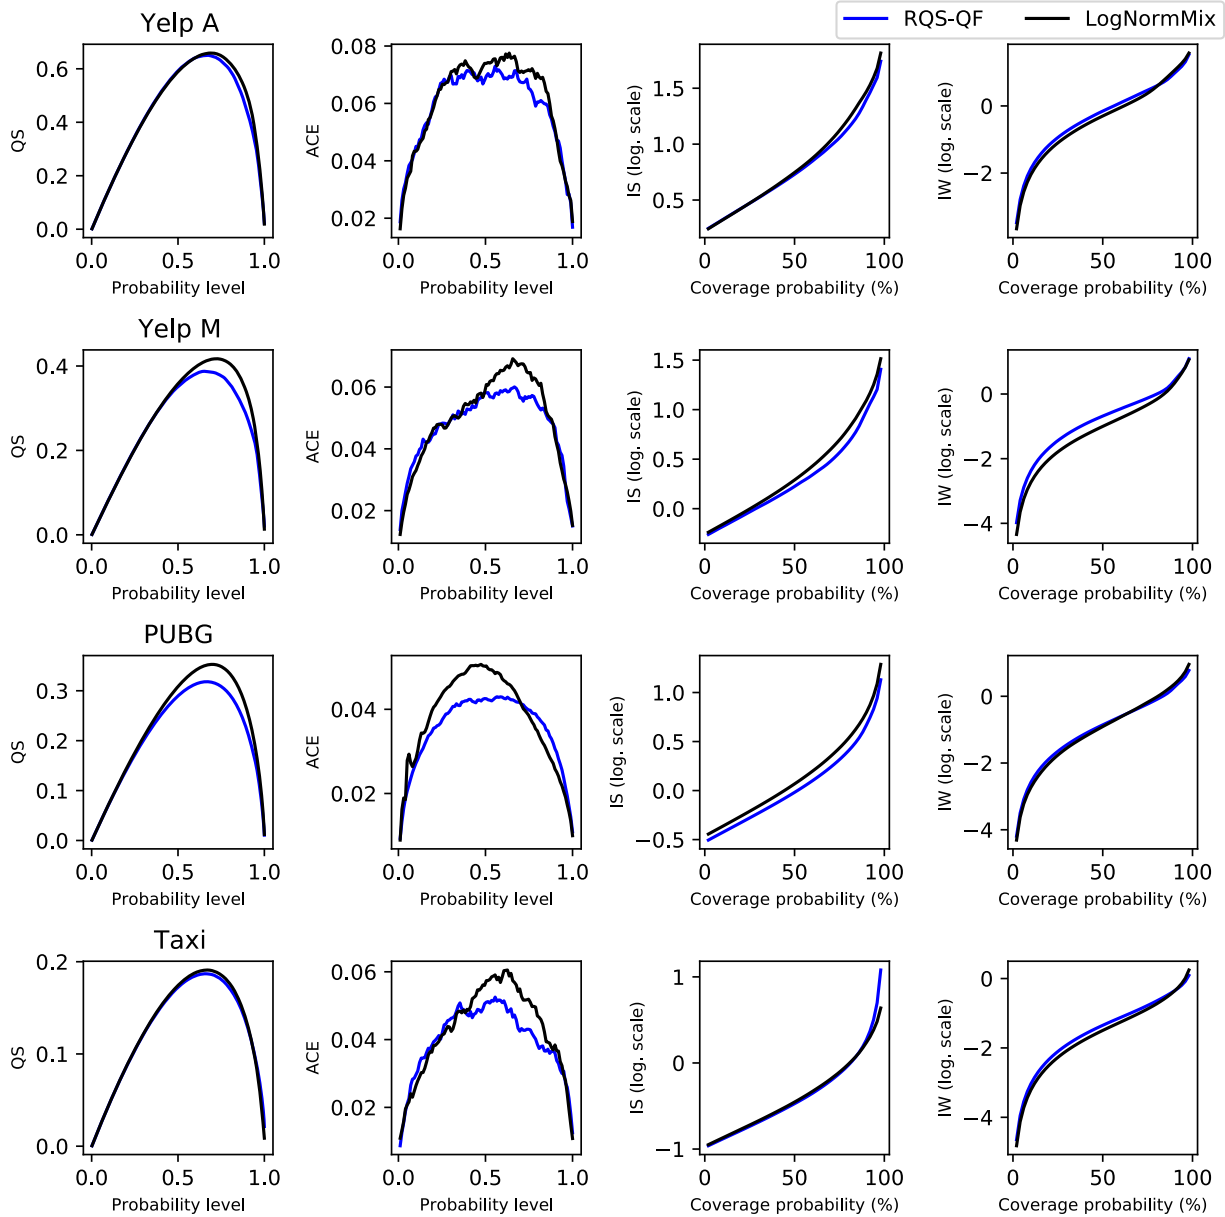 RQS-QF LogNormMix
Yelp A
QS
0.6
0.4
0.2
0.0
0.0 0.5 1.0
Probability level
ACE
0.08
0.06
0.04
0.02
0.0 0.5 1.0
Probability level
IS (log. scale)
1.5
1.0
0.5
0 50 100
Coverage probability (%)
IW (log. scale)
0
−2
0 50 100
Coverage probability (%)
Yelp M
QS
0.4
0.2
0.0
0.0 0.5 1.0
Probability level
ACE
0.06
0.04
0.02
0.0 0.5 1.0
Probability level
IS (log. scale)
1.5
1.0
0.5
0.0
0 50 100
Coverage probability (%)
IW (log. scale)
0
−2
−4
0 50 100
Coverage probability (%)
PUBG
QS
0.3
0.2
0.1
0.0
0.0 0.5 1.0
Probability level
ACE
0.04
0.02
0.0 0.5 1.0
Probability level
IS (log. scale)
1.0
0.5
0.0
−0.5
0 50 100
Coverage probability (%)
IW (log. scale)
0
−2
−4
0 50 100
Coverage probability (%)
Taxi
QS
0.2
0.1
0.0
0.0 0.5 1.0
Probability level
ACE
0.06
0.04
0.02
0.0 0.5 1.0
Probability level
IS (log. scale)
1
0
−1
0 50 100
Coverage probability (%)
IW (log. scale)
0
−2
−4
0 50 100
Coverage probability (%)